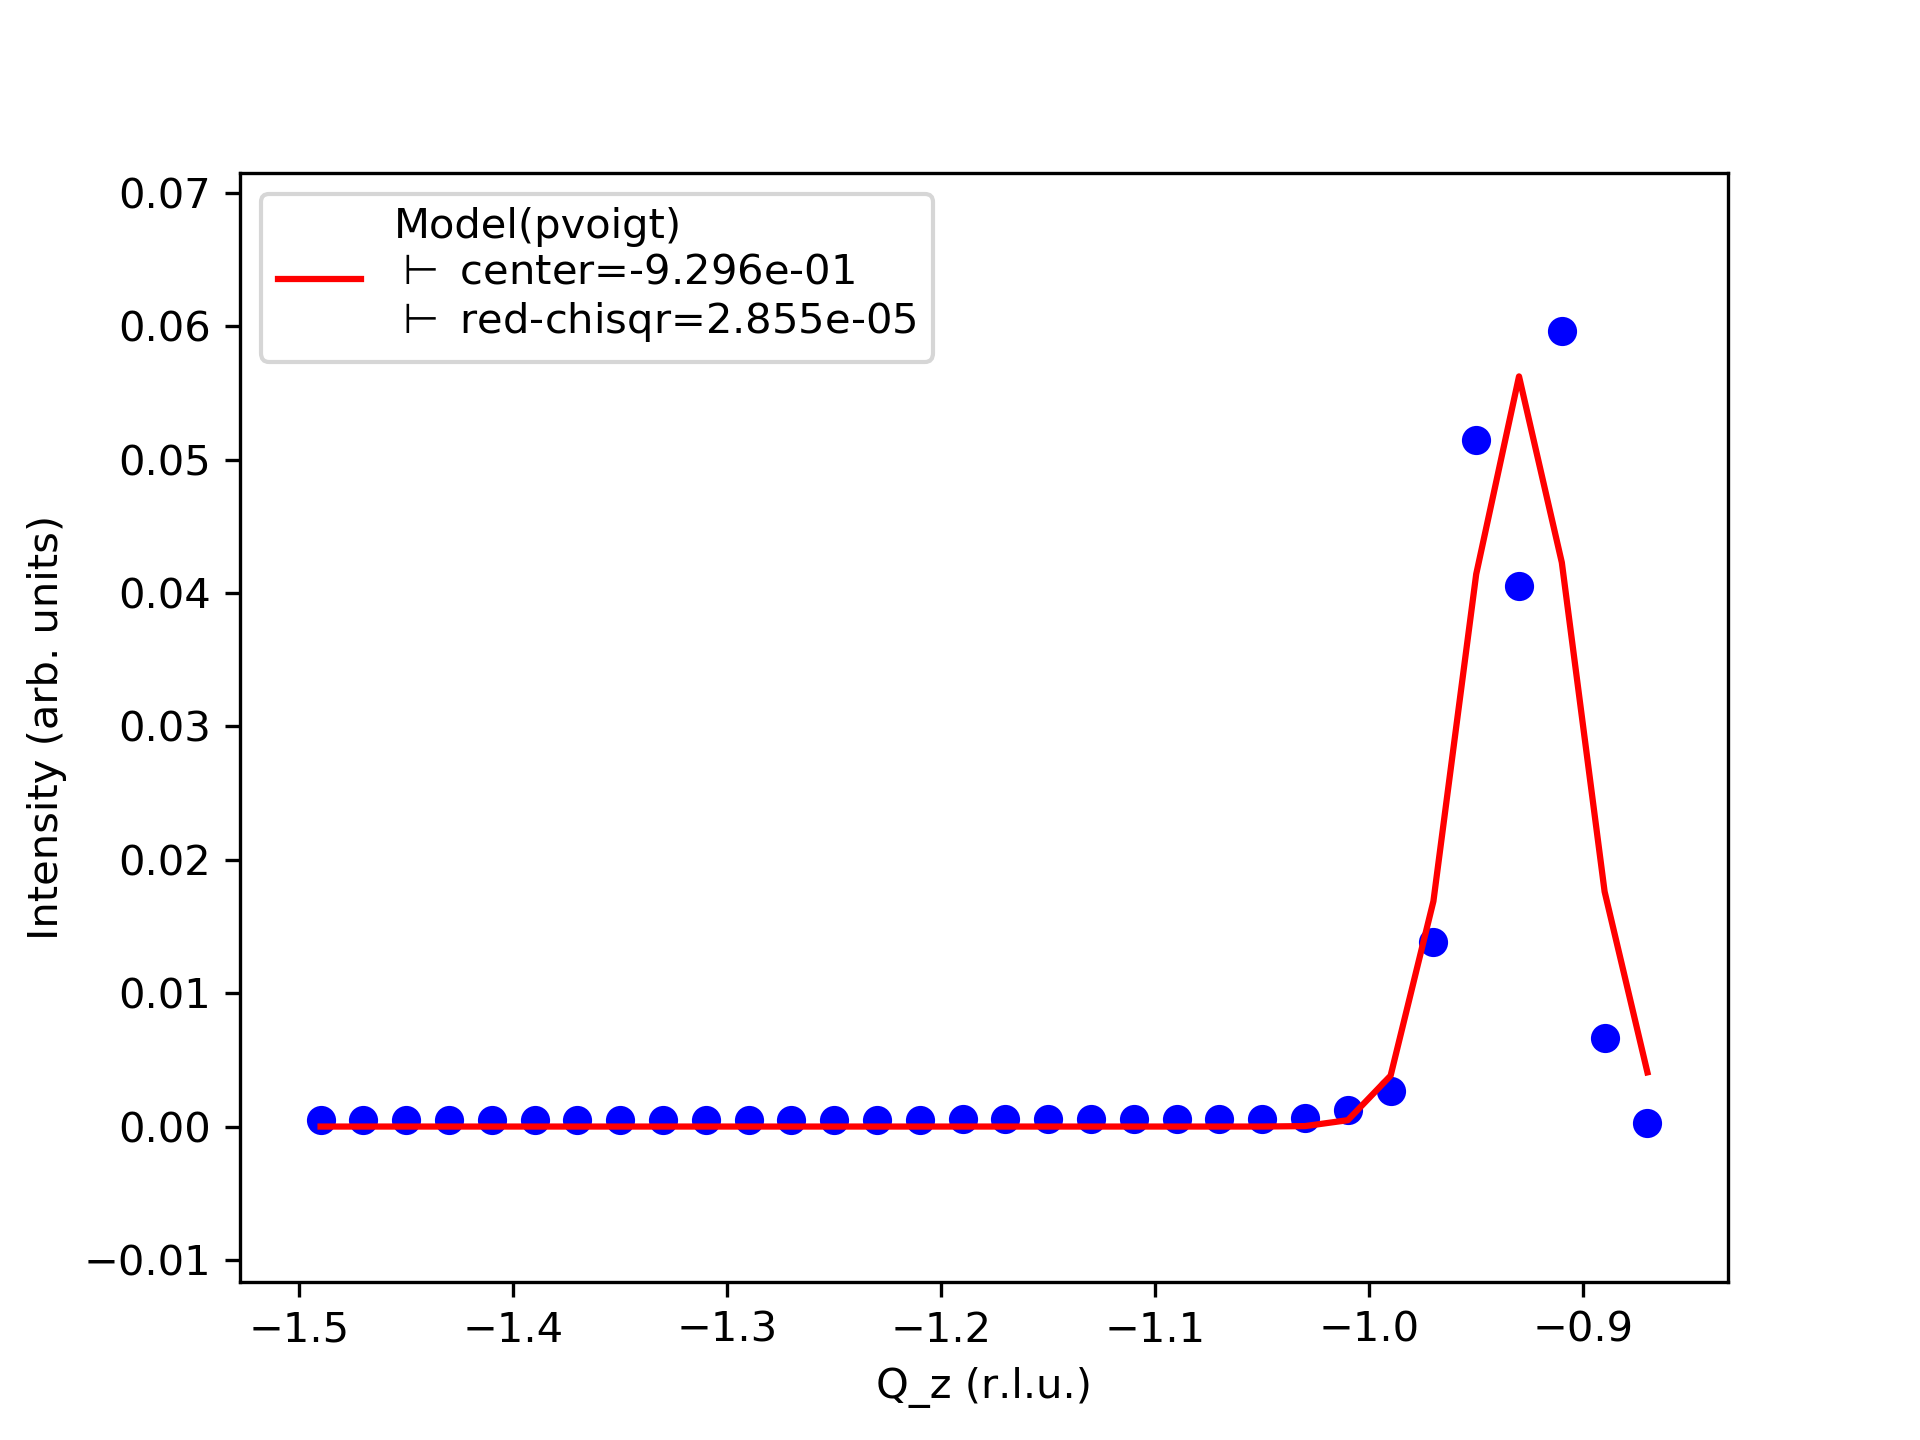 0.07
0.06
0.05
0.04
0.03
0.02
0.01
0.00
−0.01
Intensity (arb. units)
Model(pvoigt)
⊢ center=-9.296e-01
⊢ red-chisqr=2.855e-05
−1.5 −1.4 −1.3 −1.2 −1.1 −1.0 −0.9
Q_z (r.l.u.)